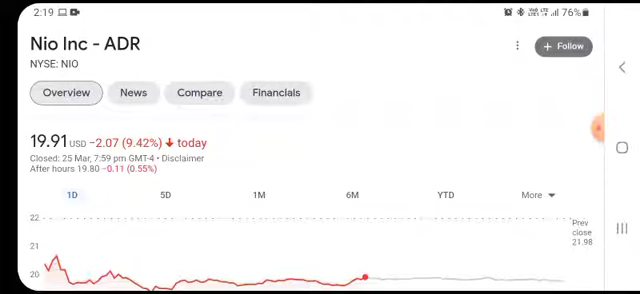 2:19 76%
Nio Inc - ADR
+ Follow
NYSE: NIO
Overview News Compare Financials
19.91 USD −2.07 (9.42%) ↓ today
Closed: 25 Mar, 7:59 pm GMT-4 • Disclaimer
After hours 19.80 −0.11 (0.55%)
1D 5D 1M 6M YTD More
22
Prev
close
21.98
21
20